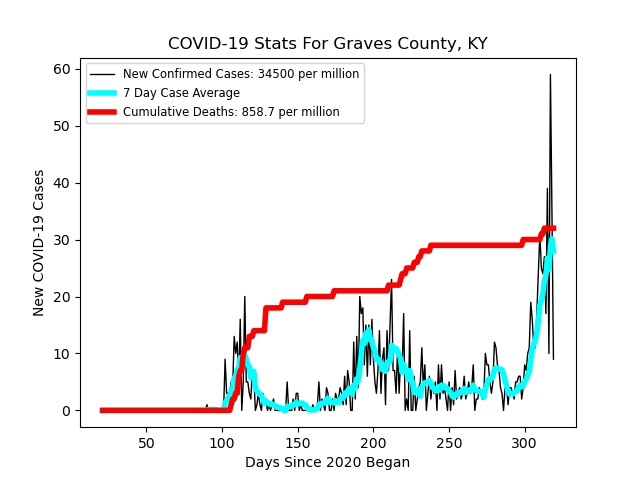 COVID-19 Stats For Graves County, KY
New Confirmed Cases: 34500 per million
7 Day Case Average
Cumulative Deaths: 858.7 per million
New COVID-19 Cases
60
50
40
30
20
10
0
50 100 150 200 250 300
Days Since 2020 Began